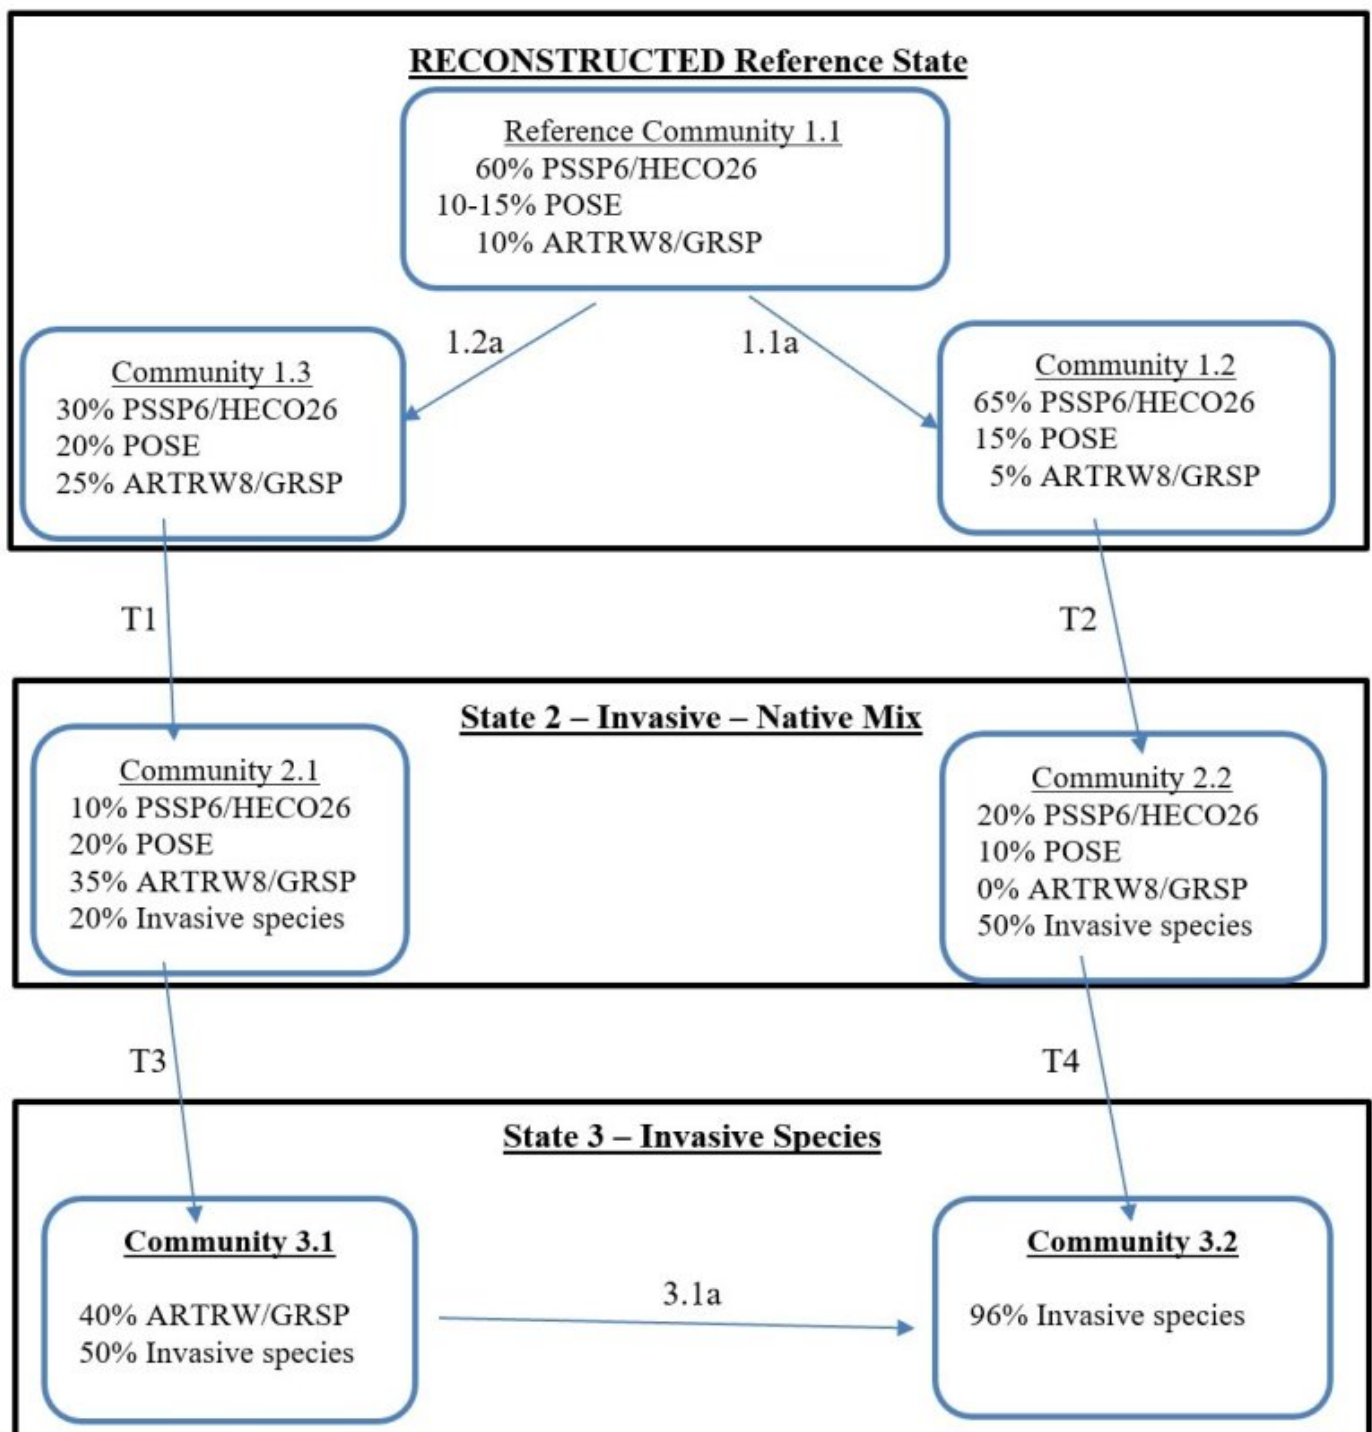 RECONSTRUCTED Reference State
Reference Community 1.1
60% PSSP6/HECO26
10-15% POSE
10% ARTRW8/GRSP
1.2a
1.1a
Community 1.3
30% PSSP6/HECO26
20% POSE
25% ARTRW8/GRSP
Community 1.2
65% PSSP6/HECO26
15% POSE
5% ARTRW8/GRSP
T1
T2
State 2 – Invasive – Native Mix
Community 2.1
10% PSSP6/HECO26
20% POSE
35% ARTRW8/GRSP
20% Invasive species
Community 2.2
20% PSSP6/HECO26
10% POSE
0% ARTRW8/GRSP
50% Invasive species
T3
T4
State 3 – Invasive Species
Community 3.1
40% ARTRW/GRSP
50% Invasive species
3.1a
Community 3.2
96% Invasive species